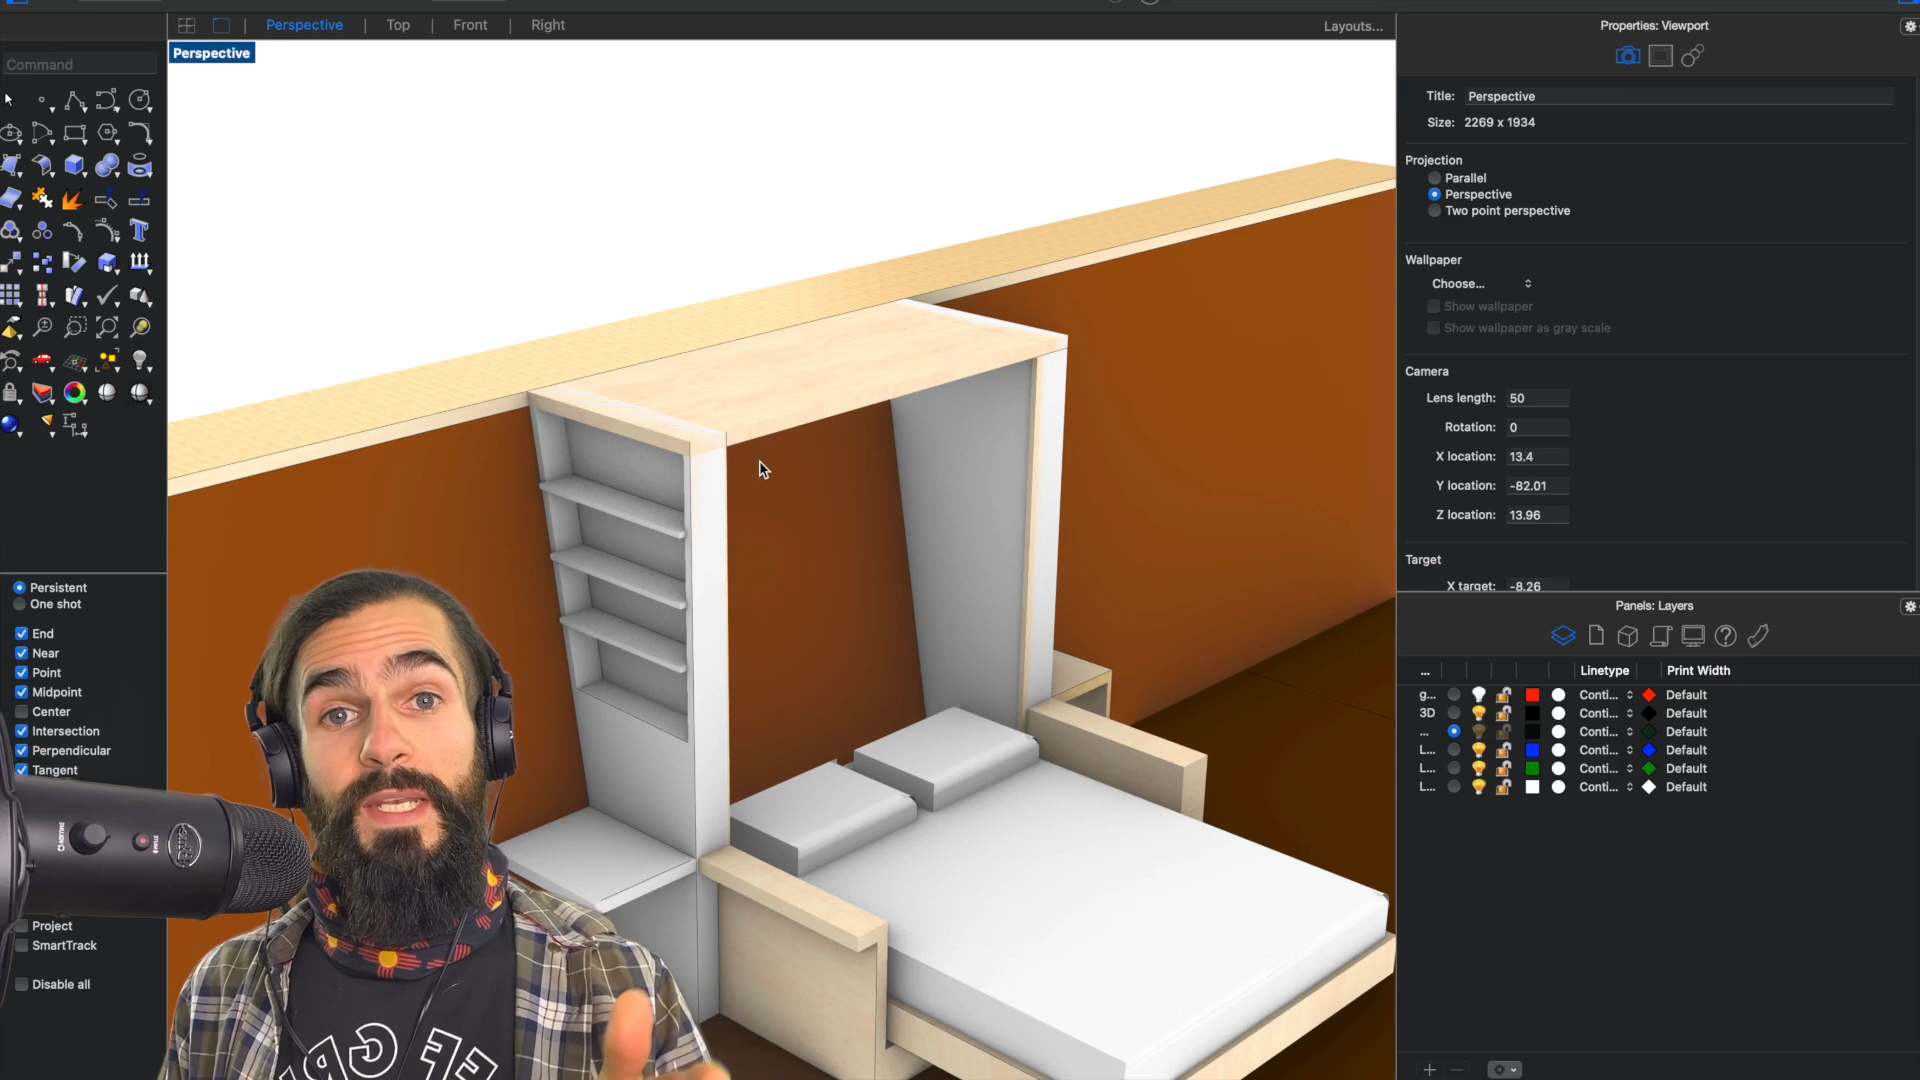 Perspective
Top
Front
Right
Layouts...
Properties: Viewport
Perspective
Command
Title: Perspective
Size: 2269 x 1934
Projection
Parallel
Perspective
Two point perspective
Wallpaper
Choose...
Show wallpaper
Show wallpaper as gray scale
Camera
Lens length: 50
Rotation: 0
X location: 13.4
Y location: -82.01
Z location: 13.96
Target
X target: -8.26
Persistent
One shot
End
Near
Point
Midpoint
Center
Intersection
Perpendicular
Tangent
Project
SmartTrack
Disable all
Panels: Layers
... Linetype Print Width
g... Conti... Default
3D Conti... Default
... Conti... Default
L... Conti... Default
L... Conti... Default
L... Conti... Default